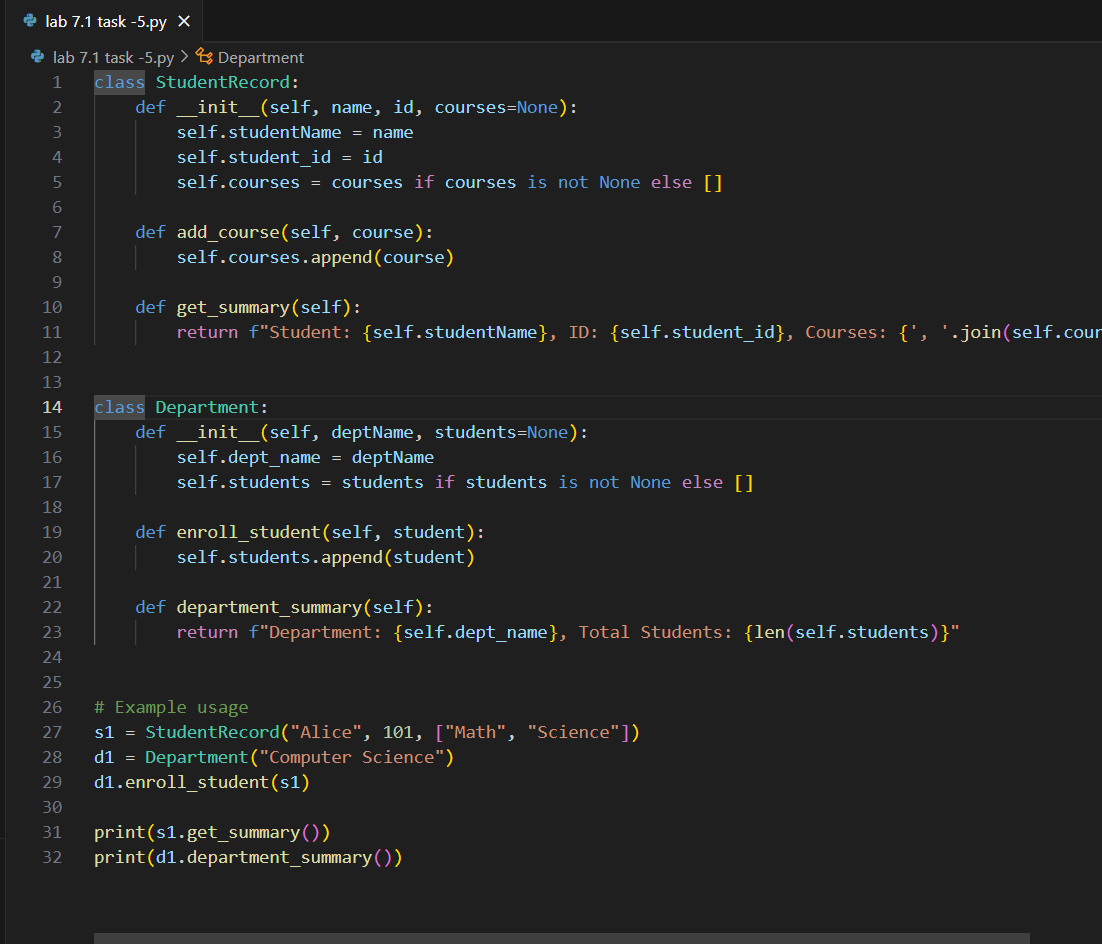 lab 7.1 task -5.py ×
lab 7.1 task -5.py > Department
1 class StudentRecord:
2     def __init__(self, name, id, courses=None):
3         self.studentName = name
4         self.student_id = id
5         self.courses = courses if courses is not None else []
6
7     def add_course(self, course):
8         self.courses.append(course)
9
10     def get_summary(self):
11         return f"Student: {self.studentName}, ID: {self.student_id}, Courses: {', '.join(self.cour
12
13
14 class Department:
15     def __init__(self, deptName, students=None):
16         self.dept_name = deptName
17         self.students = students if students is not None else []
18
19     def enroll_student(self, student):
20         self.students.append(student)
21
22     def department_summary(self):
23         return f"Department: {self.dept_name}, Total Students: {len(self.students)}"
24
25
26 # Example usage
27 s1 = StudentRecord("Alice", 101, ["Math", "Science"])
28 d1 = Department("Computer Science")
29 d1.enroll_student(s1)
30
31 print(s1.get_summary())
32 print(d1.department_summary())